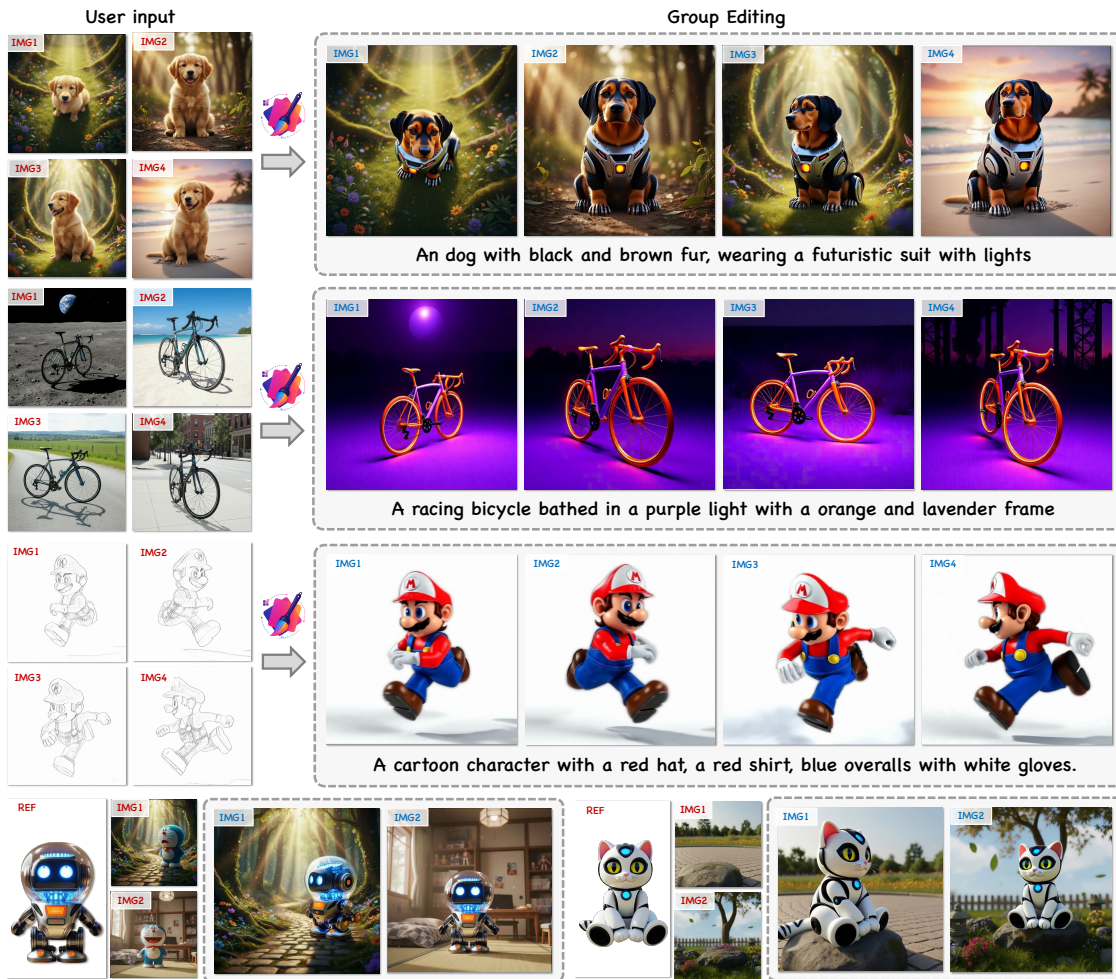 User input
Group Editing
IMG1
IMG2
IMG3
IMG4
IMG1
IMG2
IMG3
IMG4
An dog with black and brown fur, wearing a futuristic suit with lights
IMG1
IMG2
IMG3
IMG4
IMG1
IMG2
IMG3
IMG4
A racing bicycle bathed in a purple light with a orange and lavender frame
IMG1
IMG2
IMG3
IMG4
IMG1
IMG2
IMG3
IMG4
M
M
A cartoon character with a red hat, a red shirt, blue overalls with white gloves.
REF
IMG1
IMG2
IMG1
IMG2
REF
IMG1
IMG2
IMG1
IMG2